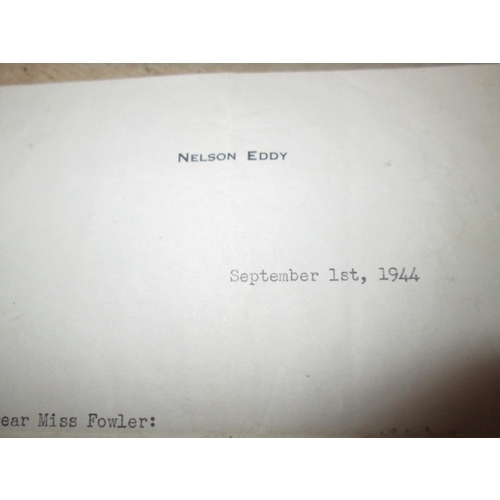 NELSON EDDY
September 1st, 1944
ear Miss Fowler: